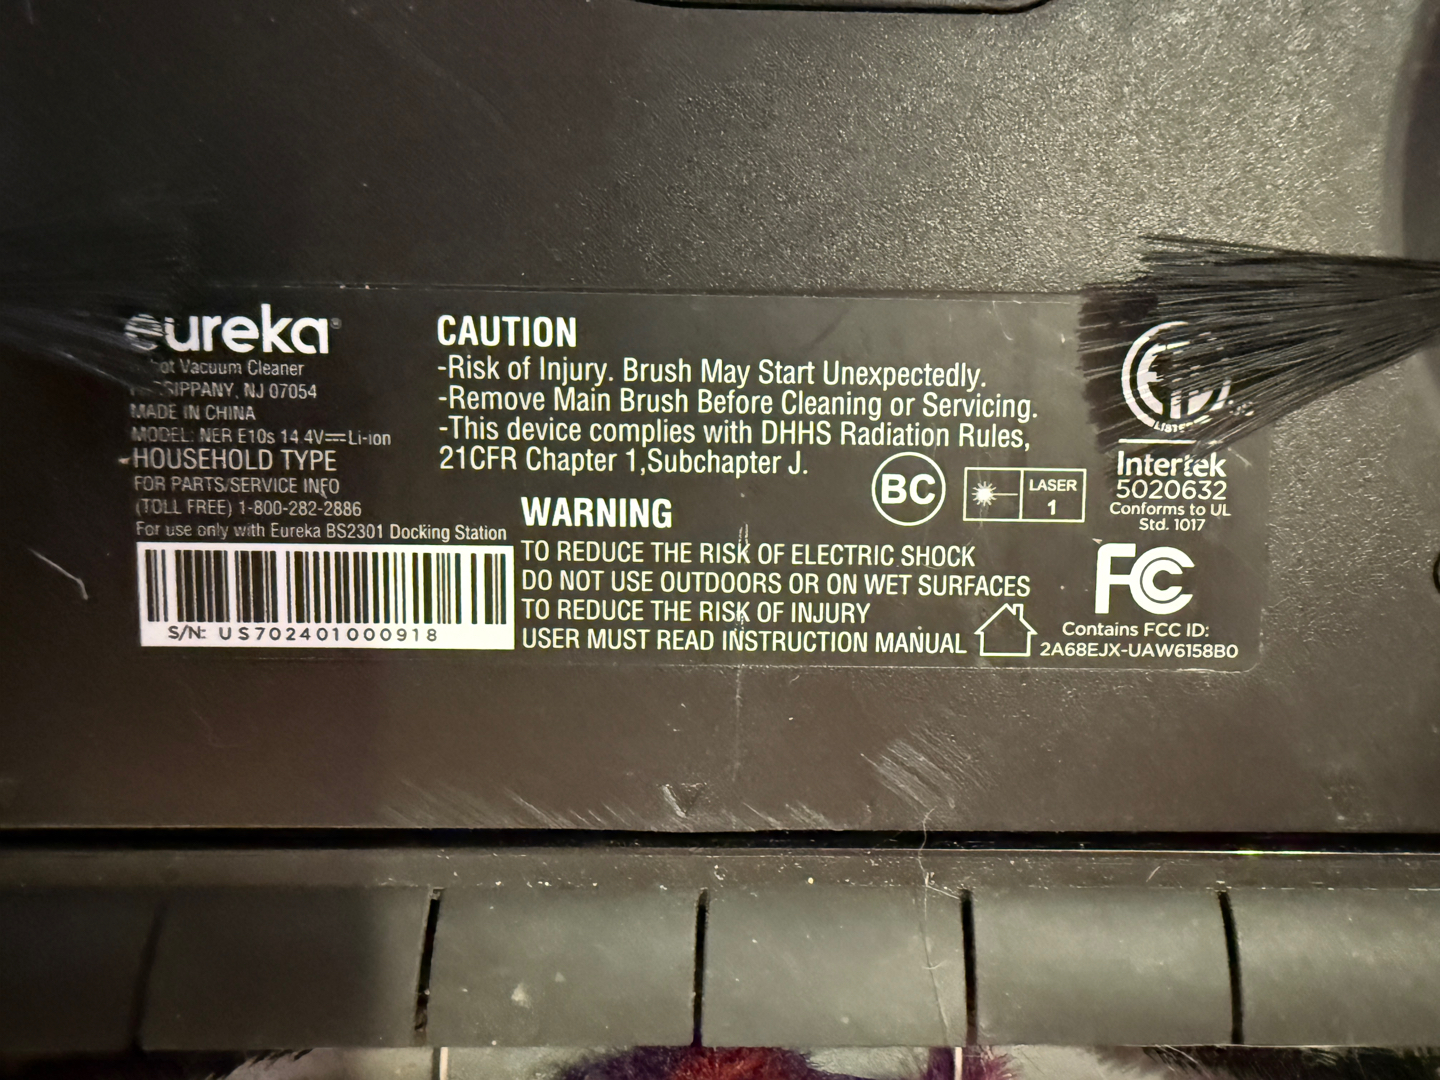 eureka®
Vacuum Cleaner
NJ 07054
MADE IN CHINA
MODEL: NER E10s 14.4V⎓Li-ion
HOUSEHOLD TYPE
FOR PARTS/SERVICE INFO
(TOLL FREE) 1-800-282-2886
For use only with Eureka BS2301 Docking Station
S/N: US702401000918
CAUTION
-Risk of Injury. Brush May Start Unexpectedly.
-Remove Main Brush Before Cleaning or Servicing.
-This device complies with DHHS Radiation Rules,
21CFR Chapter 1,Subchapter J.
BC
LASER
1
WARNING
TO REDUCE THE RISK OF ELECTRIC SHOCK
DO NOT USE OUTDOORS OR ON WET SURFACES
TO REDUCE THE RISK OF INJURY
USER MUST READ INSTRUCTION MANUAL
Intertek
5020632
Conforms to UL
Std. 1017
FC
Contains FCC ID:
2A68EJX-UAW6158B0